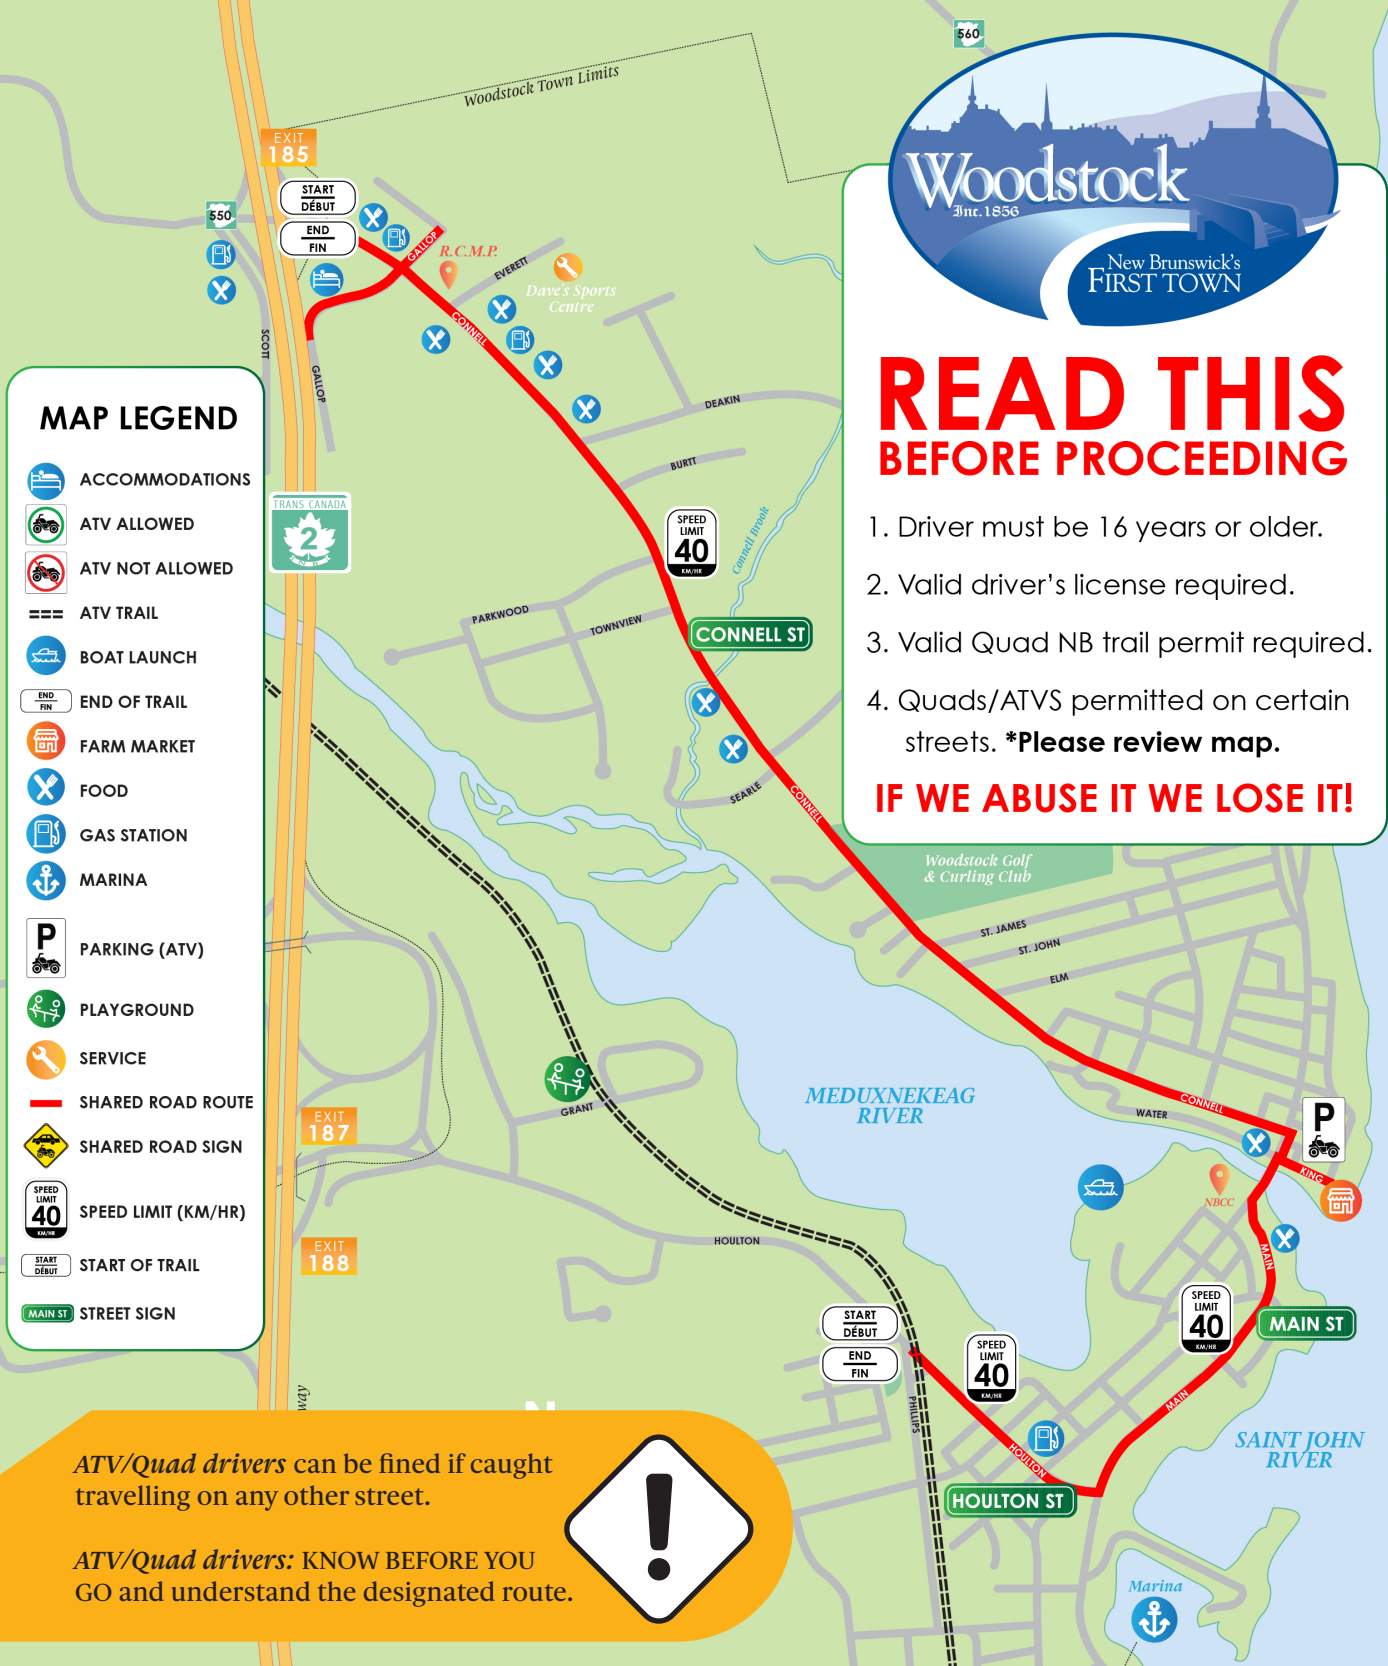 560
Woodstock Town Limits
EXIT
185
START
DÉBUT
END
FIN
550
GALLOP
R.C.M.P.
EVERETT
Dave's Sports
Centre
CONNELL
SCOTT
GALLOP
DEAKIN
BURTT
TRANS CANADA
2
N B
SPEED
LIMIT
40
KM/HR
Connell Brook
PARKWOOD
TOWNVIEW
CONNELL ST
SEARLE
CONNELL
Woodstock
Inc. 1856
New Brunswick's
FIRST TOWN
READ THIS
BEFORE PROCEEDING
1. Driver must be 16 years or older.
2. Valid driver's license required.
3. Valid Quad NB trail permit required.
4. Quads/ATVS permitted on certain
streets. *Please review map.
IF WE ABUSE IT WE LOSE IT!
MAP LEGEND
ACCOMMODATIONS
ATV ALLOWED
ATV NOT ALLOWED
ATV TRAIL
BOAT LAUNCH
END
FIN
END OF TRAIL
FARM MARKET
FOOD
GAS STATION
MARINA
P
PARKING (ATV)
PLAYGROUND
SERVICE
SHARED ROAD ROUTE
SHARED ROAD SIGN
SPEED
LIMIT
40
KM/HR
SPEED LIMIT (KM/HR)
START
DÉBUT
START OF TRAIL
MAIN ST
STREET SIGN
Woodstock Golf
& Curling Club
ST. JAMES
ST. JOHN
ELM
MEDUXNEKEAG
RIVER
WATER
CONNELL
P
KING
NBCC
GRANT
EXIT
187
EXIT
188
HOULTON
MAIN
START
DÉBUT
END
FIN
SPEED
LIMIT
40
KM/HR
SPEED
LIMIT
40
KM/HR
MAIN ST
MAIN
PHILLIPS
HOULTON
HOULTON ST
SAINT JOHN
RIVER
Marina
N
ATV/Quad drivers can be fined if caught
travelling on any other street.
ATV/Quad drivers: KNOW BEFORE YOU
GO and understand the designated route.